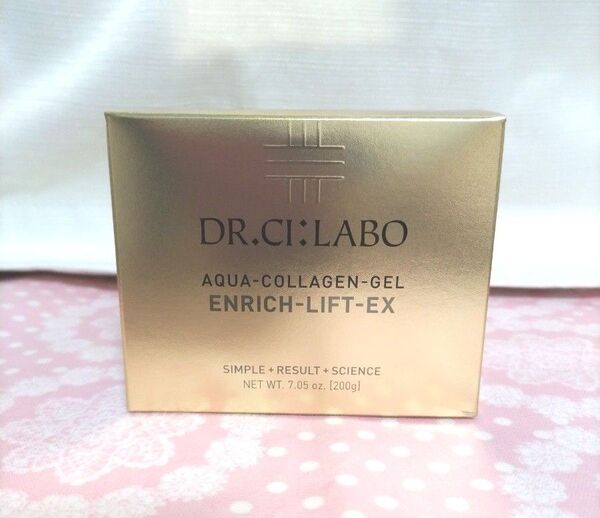 DR.CI:LABO
AQUA-COLLAGEN-GEL
ENRICH-LIFT-EX
SIMPLE + RESULT + SCIENCE
NET WT. 7.05 oz. [200g]